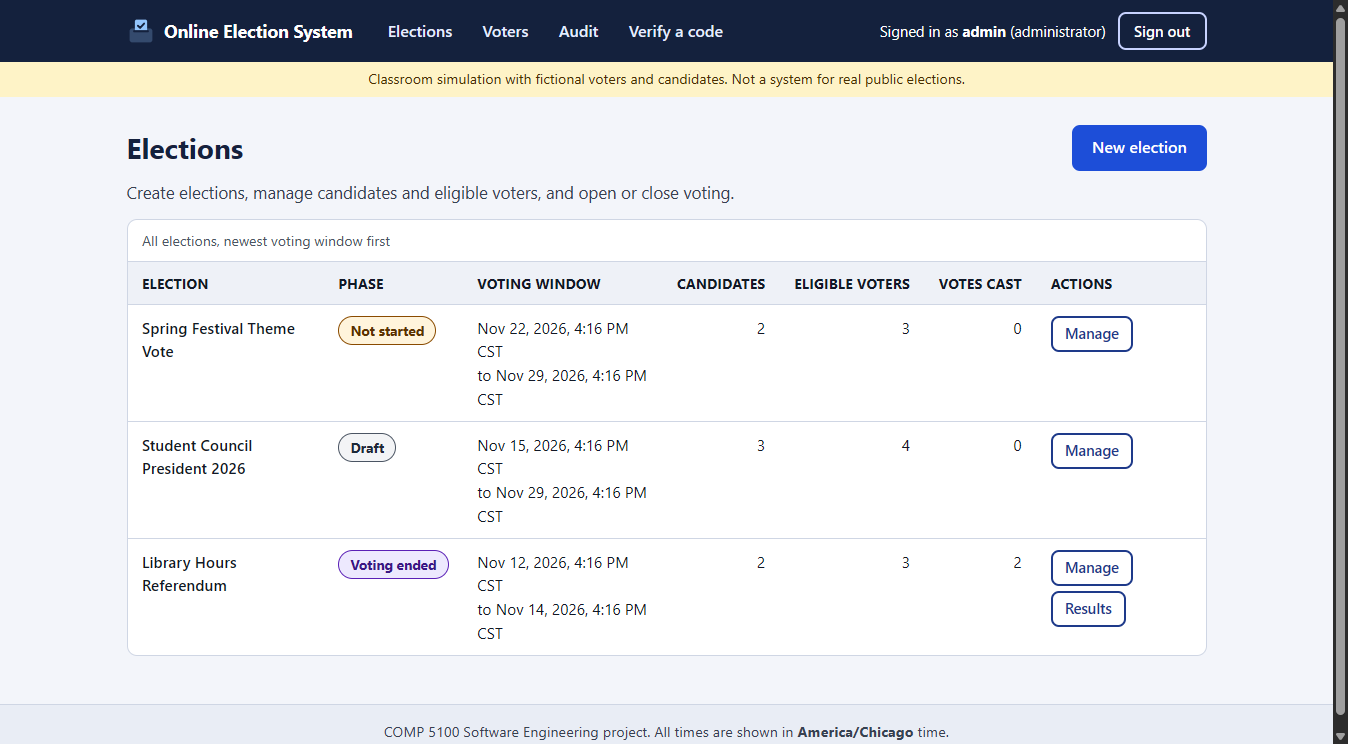 Online Election System Elections Voters Audit Verify a code Signed in as admin (administrator) Sign out
Classroom simulation with fictional voters and candidates. Not a system for real public elections.
Elections
New election
Create elections, manage candidates and eligible voters, and open or close voting.
All elections, newest voting window first
ELECTION PHASE VOTING WINDOW CANDIDATES ELIGIBLE VOTERS VOTES CAST ACTIONS
Spring Festival Theme Not started Nov 22, 2026, 4:16 PM 2 3 0 Manage
Vote CST
to Nov 29, 2026, 4:16 PM
CST
Student Council Draft Nov 15, 2026, 4:16 PM 3 4 0 Manage
President 2026 CST
to Nov 29, 2026, 4:16 PM
CST
Library Hours Voting ended Nov 12, 2026, 4:16 PM 2 3 2 Manage
Referendum CST
to Nov 14, 2026, 4:16 PM Results
CST
COMP 5100 Software Engineering project. All times are shown in America/Chicago time.